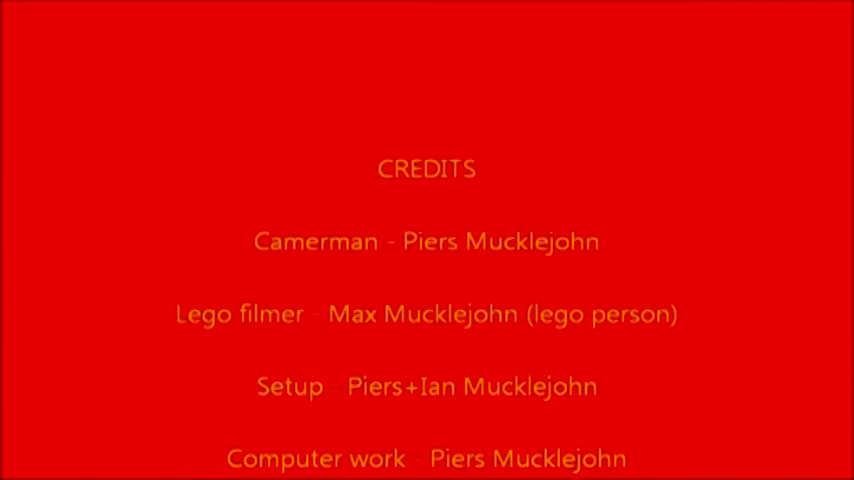 CREDITS
Camerman - Piers Mucklejohn
Lego filmer - Max Mucklejohn (lego person)
Setup - Piers+Ian Mucklejohn
Computer work - Piers Mucklejohn